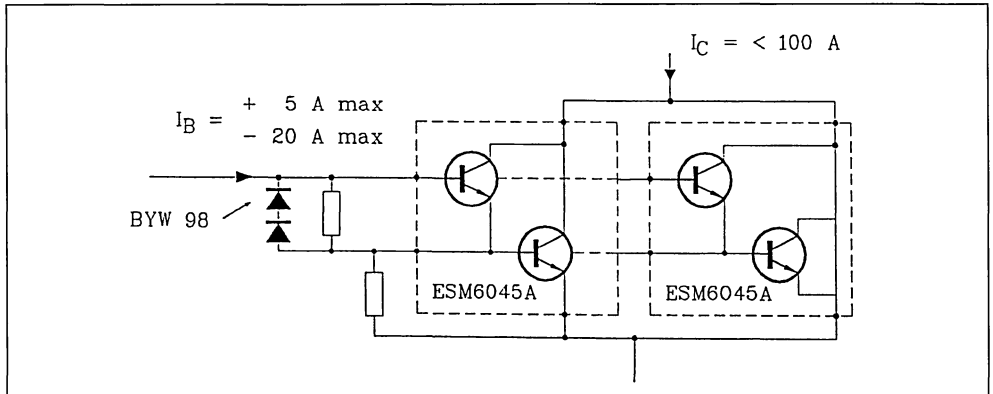 I_C = < 100 A
I_B = + 5 A max
- 20 A max
BYW 98
ESM6045A
ESM6045A